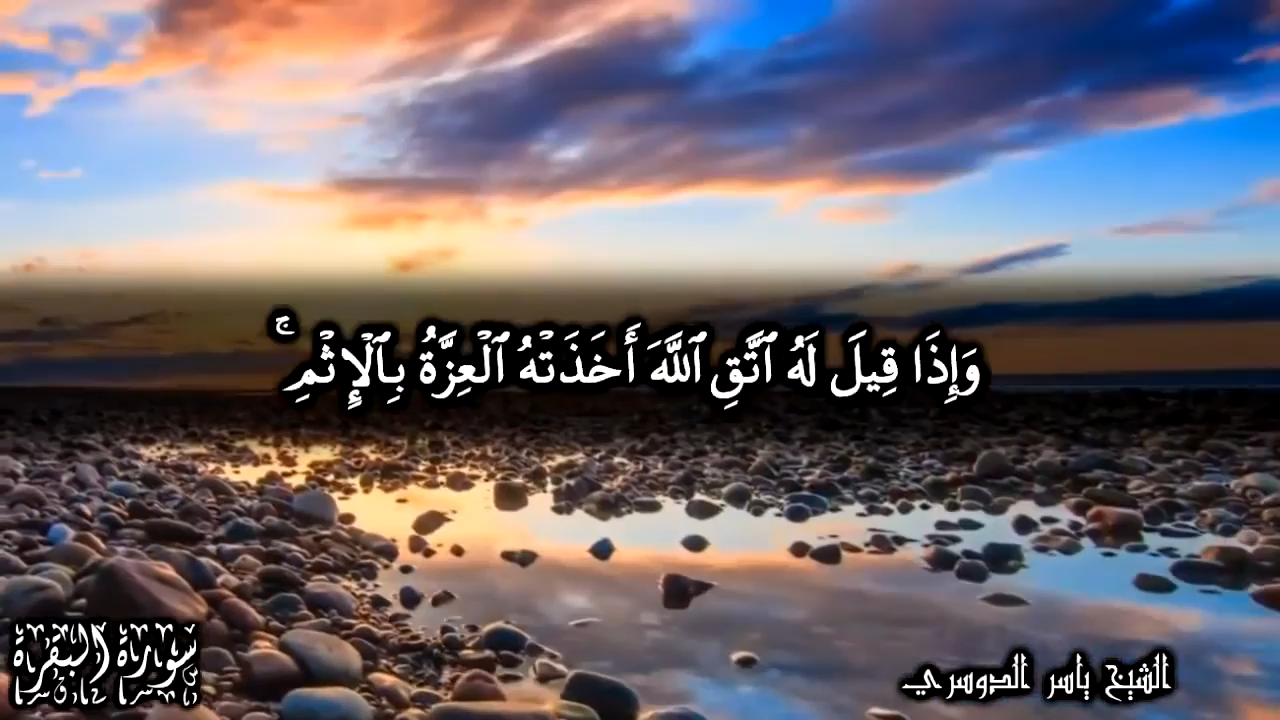 وَإِذَا قِيلَ لَهُ ٱتَّقِ ٱللَّهَ أَخَذَتْهُ ٱلْعِزَّةُ بِٱلْإِثْمِ ۚ
سورة البقرة
الشيخ ياسر الدوسري